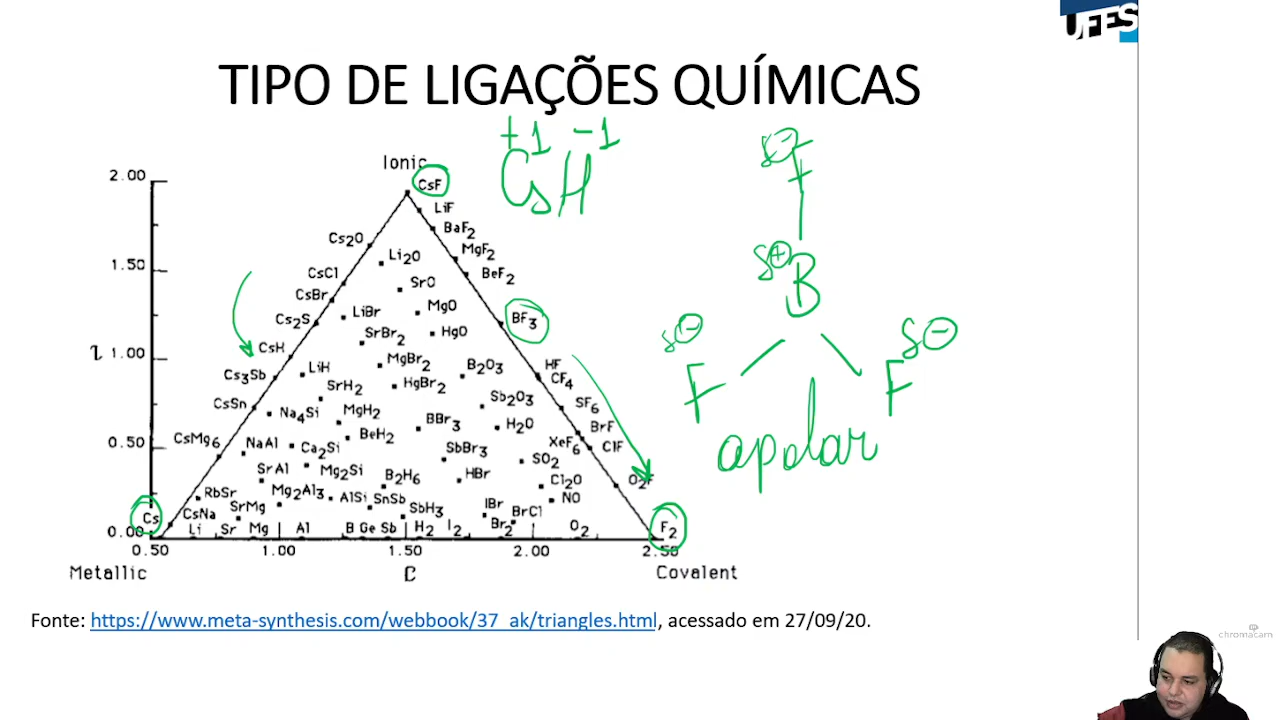 UFES
TIPO DE LIGAÇÕES QUÍMICAS
+1 -1
CsH
Ionic
2.00
CsF
LiF
BaF2
Cs2O
Li2O
MgF2
1.50
CsCl
SrO
BeF2
CsBr
MgO
Cs2S
LiBr
HgO
BF3
SrBr2
I 1.00
CsH
LiH
MgBr2
B2O3
HF
CF4
Cs3Sb
SrH2
HgBr2
Sb2O3
SF6
CsSn
Na4Si
MgH2
BBr3
H2O
BrF
CsMg6
NaAl
Ca2Si
BeH2
SbBr3
XeF6
ClF
0.50
SrAl
Mg2Si
B2H6
HBr
SO2
Cl2O
O2F
RbSr
Mg2Al3
AlSi
SnSb
SbH3
IBr
NO
Cs
CsNa
SrMg
BrCl
F2
0.00
Li Sr Mg Al B Ge Sb H2 I2 Br2 O2
0.50 1.00 1.50 2.00 2.50
Metallic C Covalent
δ-
F
δ+
B
δ- δ-
F F
apolar
Fonte: https://www.meta-synthesis.com/webbook/37_ak/triangles.html, acessado em 27/09/20.
chromacam